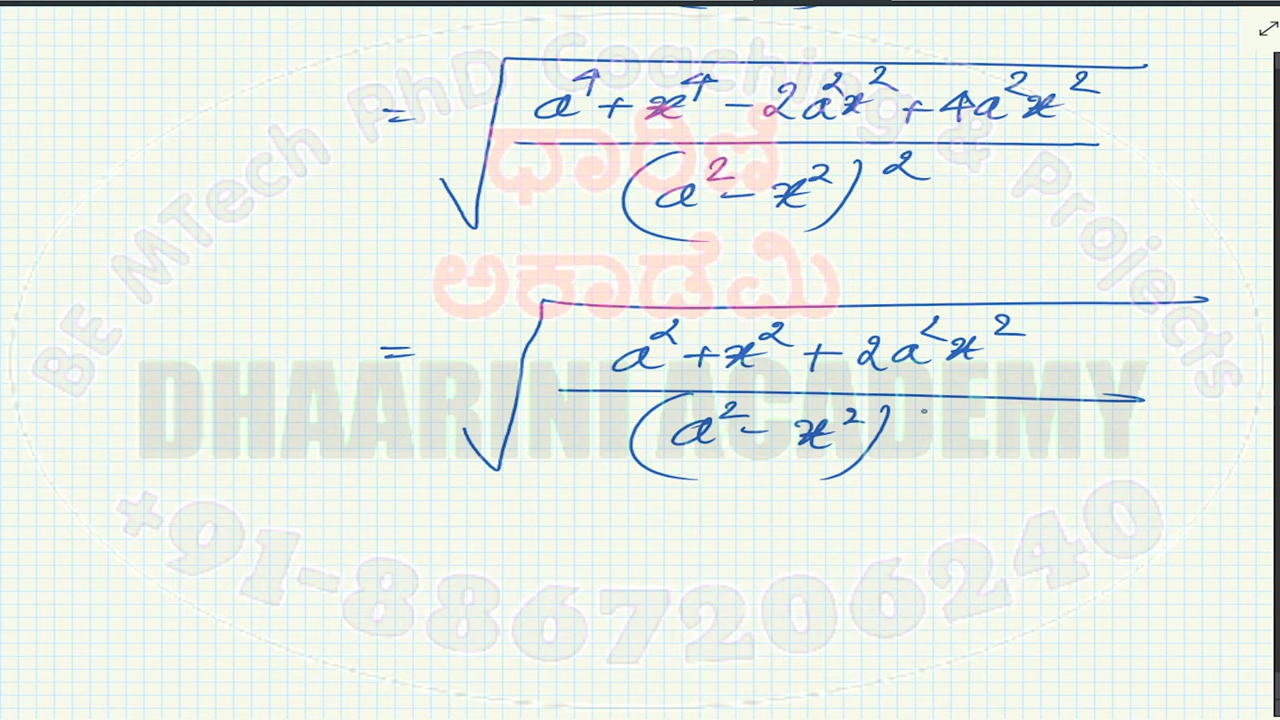 = √((a⁴ + x⁴ - 2a²x² + 4a²x²) / (a² - x²)²)
= √((a² + x² + 2a²x²) / (a² - x²))
BE MTech PhD Coaching & Projects
ಧಾರಿಣಿ
ಅಕಾಡೆಮಿ
DHAARINI ACADEMY
+91-8867206240